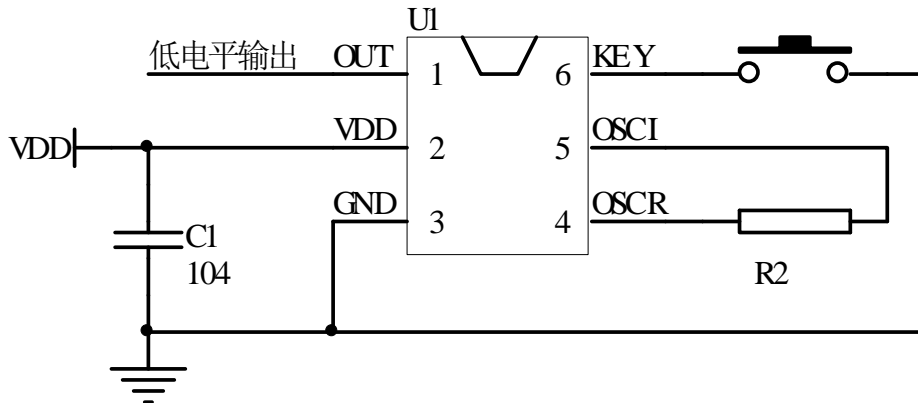 U1
低电平输出 OUT 1 6 KEY
VDD VDD 2 5 OSCI
GND 3 4 OSCR
C1
104
R2